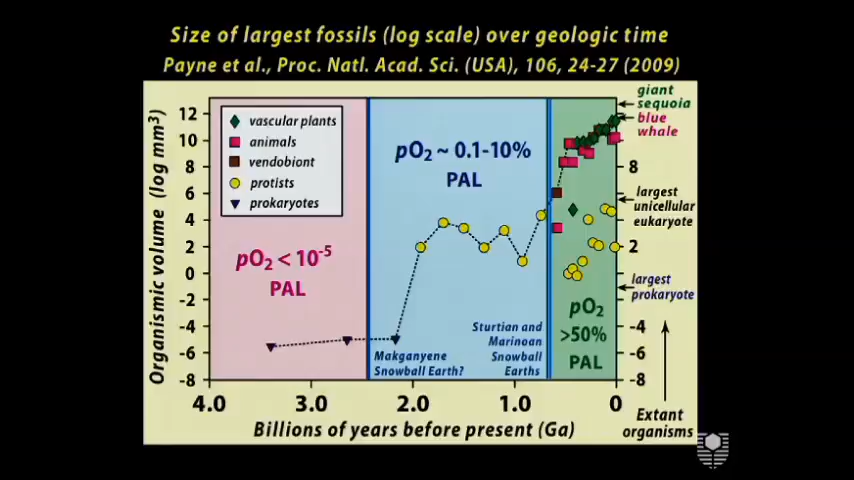 Size of largest fossils (log scale) over geologic time
Payne et al., Proc. Natl. Acad. Sci. (USA), 106, 24-27 (2009)
Organismic volume (log mm³)
12
10
8
6
4
2
0
-2
-4
-6
-8
vascular plants
animals
vendobiont
protists
prokaryotes
pO₂ < 10⁻⁵
PAL
pO₂ ~ 0.1-10%
PAL
Makganyene
Snowball Earth?
Sturtian and
Marinoan
Snowball
Earths
pO₂
>50%
PAL
giant
sequoia
blue
whale
8
largest
unicellular
eukaryote
2
largest
prokaryote
-4
-6
-8
Extant
organisms
4.0 3.0 2.0 1.0 0
Billions of years before present (Ga)